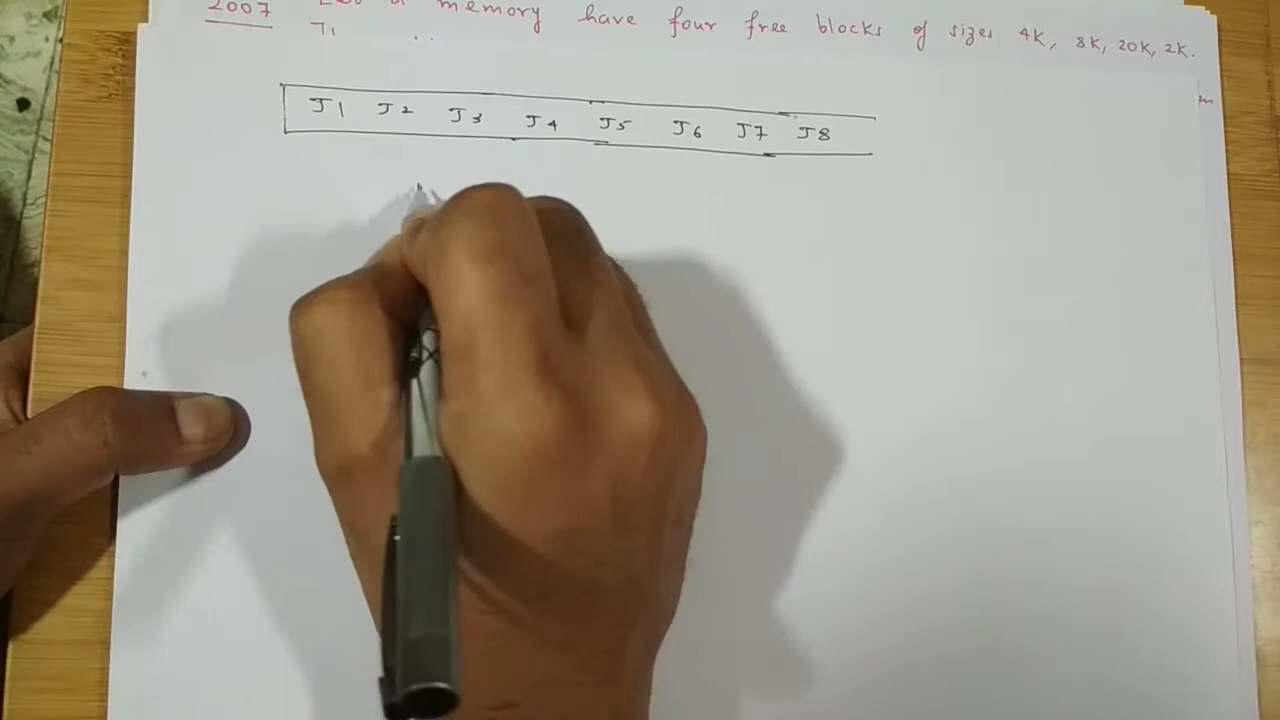 2007 Let a memory have four free blocks of sizes 4K, 8K, 20K, 2K.
J1 J2 J3 J4 J5 J6 J7 J8